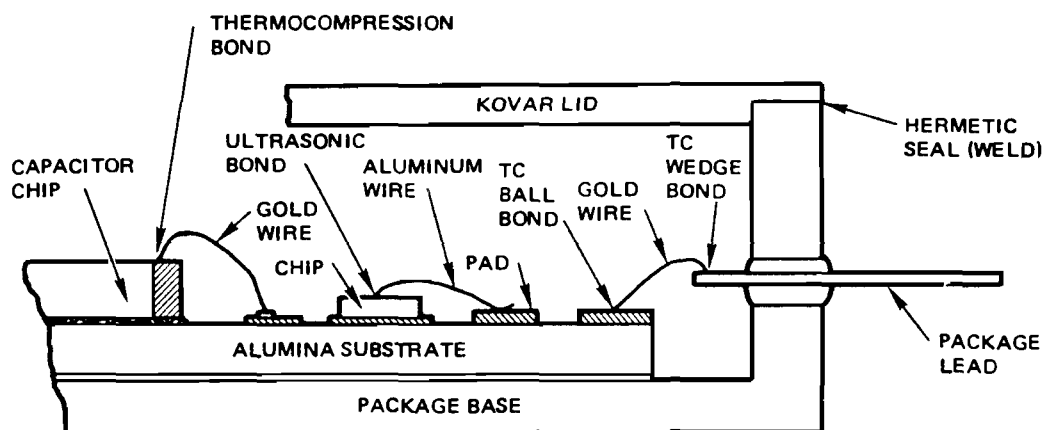 THERMOCOMPRESSION
BOND
KOVAR LID
HERMETIC
SEAL (WELD)
ULTRASONIC
BOND
ALUMINUM
WIRE
TC
BALL
BOND
GOLD
WIRE
TC
WEDGE
BOND
CAPACITOR
CHIP
GOLD
WIRE
CHIP
PAD
PACKAGE
LEAD
ALUMINA SUBSTRATE
PACKAGE BASE